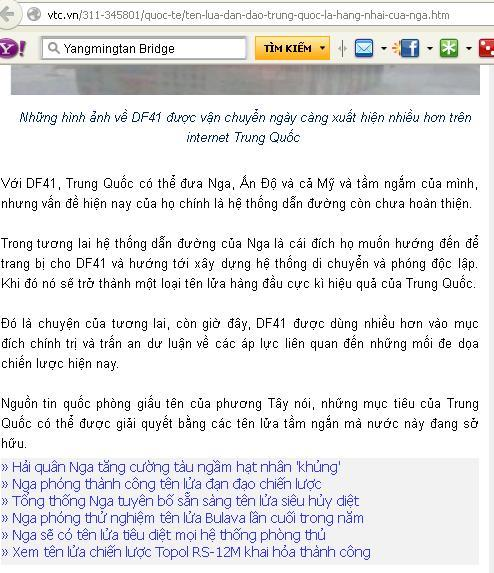 vtc.vn/311-345801/quoc-te/ten-lua-dan-dao-trung-quoc-la-hang-nhai-cua-nga.htm
Y! Yangmingtan Bridge TÌM KIẾM
Những hình ảnh về DF41 được vận chuyển ngày càng xuất hiện nhiều hơn trên
internet Trung Quốc
Với DF41, Trung Quốc có thể đưa Nga, Ấn Độ và cả Mỹ và tầm ngắm của mình,
nhưng vấn đề hiện nay của họ chính là hệ thống dẫn đường còn chưa hoàn thiện.
Trong tương lai hệ thống dẫn đường của Nga là cái đích họ muốn hướng đến để
trang bị cho DF41 và hướng tới xây dựng hệ thống di chuyển và phóng độc lập.
Khi đó nó sẽ trở thành một loại tên lửa hàng đầu cực kì hiệu quả của Trung Quốc.
Đó là chuyện của tương lai, còn giờ đây, DF41 được dùng nhiều hơn vào mục
đích chính trị và trấn an dư luận về các áp lực liên quan đến những mối đe dọa
chiến lược hiện nay.
Nguồn tin quốc phòng giấu tên của phương Tây nói, những mục tiêu của Trung
Quốc có thể được giải quyết bằng các tên lửa tầm ngắn mà nước này đang sở
hữu.
» Hải quân Nga tăng cường tàu ngầm hạt nhân 'khủng'
» Nga phóng thành công tên lửa đạn đạo chiến lược
» Tổng thống Nga tuyên bố sẵn sàng tên lửa siêu hủy diệt
» Nga phóng thử nghiệm tên lửa Bulava lần cuối trong năm
» Nga sẽ có tên lửa tiêu diệt mọi hệ thống phòng thủ
» Xem tên lửa chiến lược Topol RS-12M khai hỏa thành công